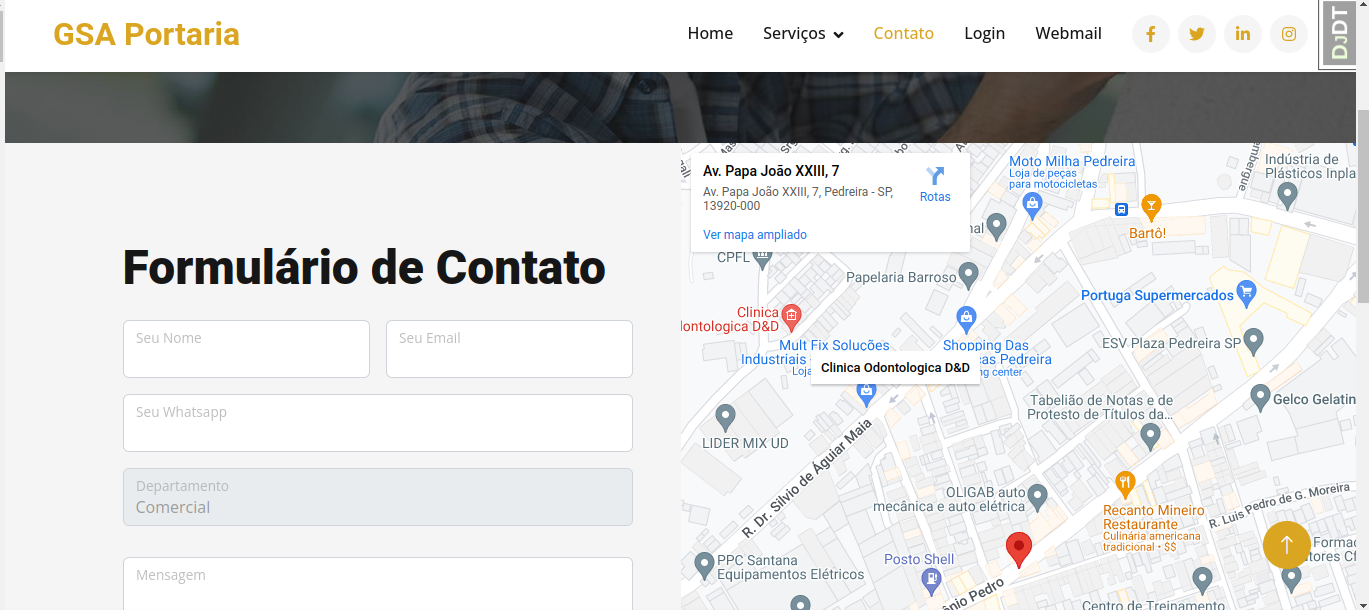 GSA Portaria
Home
Serviços
Contato
Login
Webmail
DJDT
Formulário de Contato
Seu Nome
Seu Email
Seu Whatsapp
Departamento
Comercial
Mensagem
Av. Papa João XXIII, 7
Av. Papa João XXIII, 7, Pedreira - SP,
13920-000
Rotas
Ver mapa ampliado
Moto Milha Pedreira
Loja de peças
para motocicletas
Indústria de
Plásticos Inpla
Bartô!
CPFL
Papelaria Barroso
Portuga Supermercados
Clinica
dontologica D&D
Mult Fix Soluções
Industriais
Loja
Shopping Das
Pedreira
ESV Plaza Pedreira SP
Clinica Odontologica D&D
Tabelião de Notas e de
Protesto de Títulos da...
Gelco Gelatin
LIDER MIX UD
R. Dr. Silvio de Aguiar Maia
OLIGAB auto
mecânica e auto elétrica
Recanto Mineiro
Restaurante
Culinária americana
tradicional • $$
R. Luis Pedro de G. Moreira
Posto Shell
PPC Santana
Equipamentos Elétricos
ônio Pedro
Centro de Treinamento